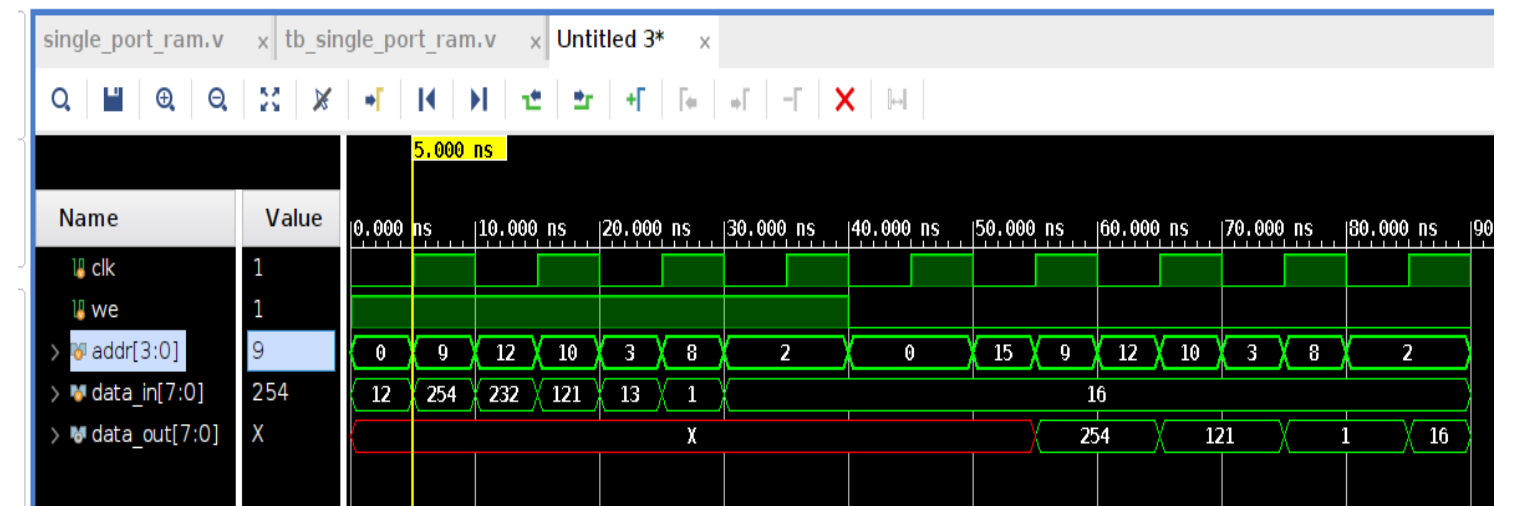 single_port_ram.v x tb_single_port_ram.v x Untitled 3* x
5.000 ns
Name Value 0.000 ns 10.000 ns 20.000 ns 30.000 ns 40.000 ns 50.000 ns 60.000 ns 70.000 ns 80.000 ns 90
clk 1
we 1
addr[3:0] 9 0 9 12 10 3 8 2 0 15 9 12 10 3 8 2
data_in[7:0] 254 12 254 232 121 13 1 16
data_out[7:0] X X 254 121 1 16